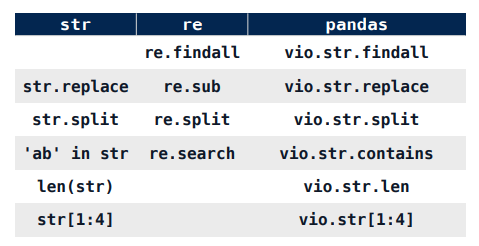 str re pandas
re.findall vio.str.findall
str.replace re.sub vio.str.replace
str.split re.split vio.str.split
'ab' in str re.search vio.str.contains
len(str) vio.str.len
str[1:4] vio.str[1:4]